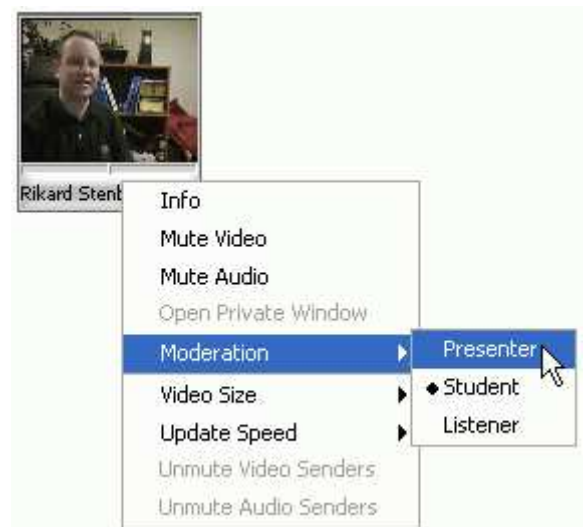 Rikard
Info
Mute Video
Mute Audio
Open Private Window
Moderation
Presenter
Video Size
Student
Update Speed
Listener
Unmute Video Senders
Unmute Audio Senders